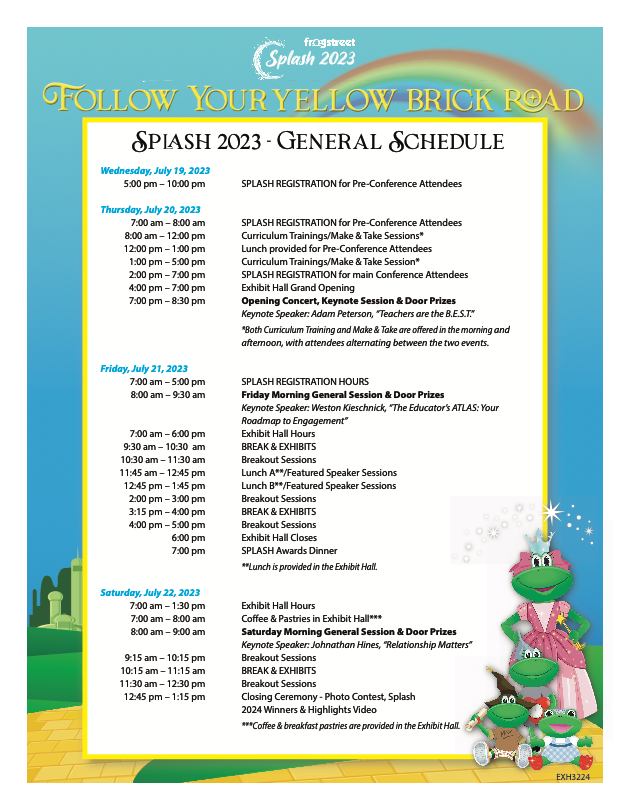 frogstreet
Splash 2023
FOLLOW YOUR YELLOW BRICK ROAD
SPLASH 2023 - GENERAL SCHEDULE
Wednesday, July 19, 2023
5:00 pm – 10:00 pm SPLASH REGISTRATION for Pre-Conference Attendees
Thursday, July 20, 2023
7:00 am – 8:00 am SPLASH REGISTRATION for Pre-Conference Attendees
8:00 am – 12:00 pm Curriculum Trainings/Make & Take Sessions*
12:00 pm – 1:00 pm Lunch provided for Pre-Conference Attendees
1:00 pm – 5:00 pm Curriculum Trainings/Make & Take Session*
2:00 pm – 7:00 pm SPLASH REGISTRATION for main Conference Attendees
4:00 pm – 7:00 pm Exhibit Hall Grand Opening
7:00 pm – 8:30 pm Opening Concert, Keynote Session & Door Prizes
Keynote Speaker: Adam Peterson, “Teachers are the B.E.S.T.”
*Both Curriculum Training and Make & Take are offered in the morning and
afternoon, with attendees alternating between the two events.
Friday, July 21, 2023
7:00 am – 5:00 pm SPLASH REGISTRATION HOURS
8:00 am – 9:30 am Friday Morning General Session & Door Prizes
Keynote Speaker: Weston Kieschnick, “The Educator’s ATLAS: Your
Roadmap to Engagement”
7:00 am – 6:00 pm Exhibit Hall Hours
9:30 am – 10:30 am BREAK & EXHIBITS
10:30 am – 11:30 am Breakout Sessions
11:45 am – 12:45 pm Lunch A**/Featured Speaker Sessions
12:45 pm – 1:45 pm Lunch B**/Featured Speaker Sessions
2:00 pm – 3:00 pm Breakout Sessions
3:15 pm – 4:00 pm BREAK & EXHIBITS
4:00 pm – 5:00 pm Breakout Sessions
6:00 pm Exhibit Hall Closes
7:00 pm SPLASH Awards Dinner
**Lunch is provided in the Exhibit Hall.
Saturday, July 22, 2023
7:00 am – 1:30 pm Exhibit Hall Hours
7:00 am – 8:00 am Coffee & Pastries in Exhibit Hall***
8:00 am – 9:00 am Saturday Morning General Session & Door Prizes
Keynote Speaker: Johnathan Hines, “Relationship Matters”
9:15 am – 10:15 pm Breakout Sessions
10:15 am – 11:15 am BREAK & EXHIBITS
11:30 am – 12:30 pm Breakout Sessions
12:45 pm – 1:15 pm Closing Ceremony - Photo Contest, Splash
2024 Winners & Highlights Video
***Coffee & breakfast pastries are provided in the Exhibit Hall.
EXH3224